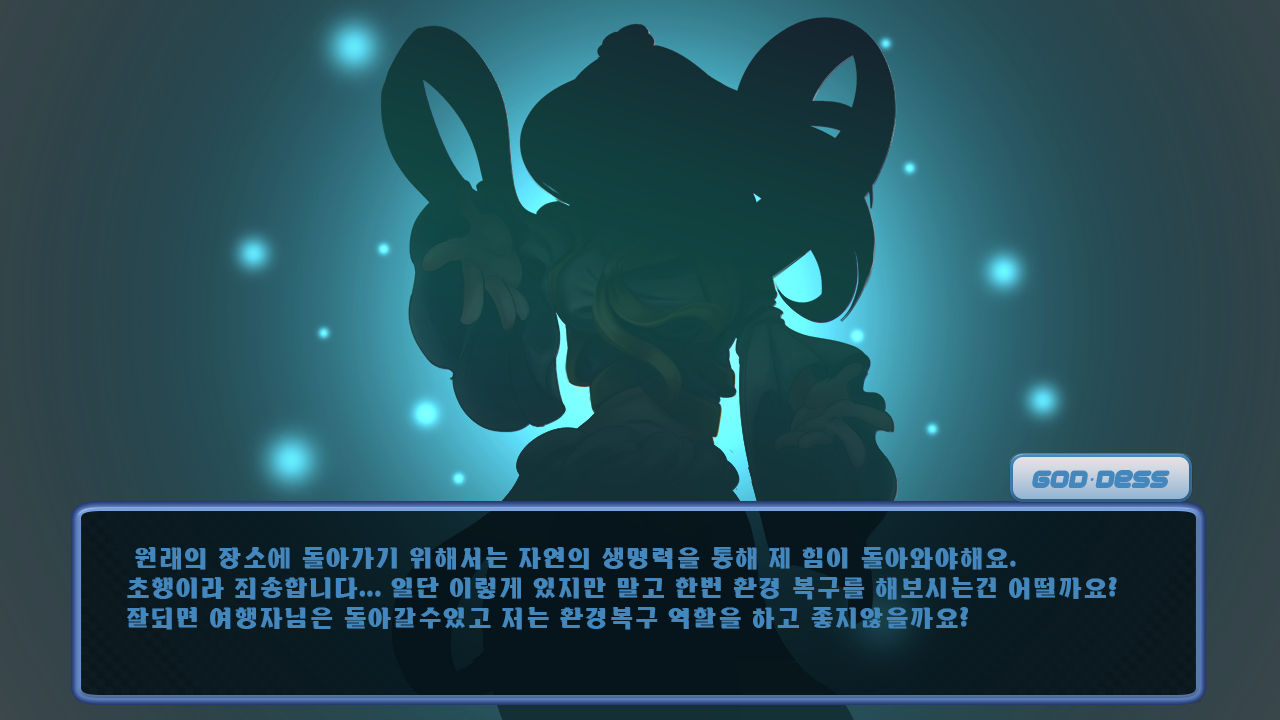 GOD·DESS
원래의 장소에 돌아가기 위해서는 자연의 생명력을 통해 제 힘이 돌아와야해요.
초행이라 죄송합니다... 일단 이렇게 있지만 말고 한번 환경 복구를 해보시는건 어떨까요?
잘되면 여행자님은 돌아갈수있고 저는 환경복구 역할을 하고 좋지않을까요?